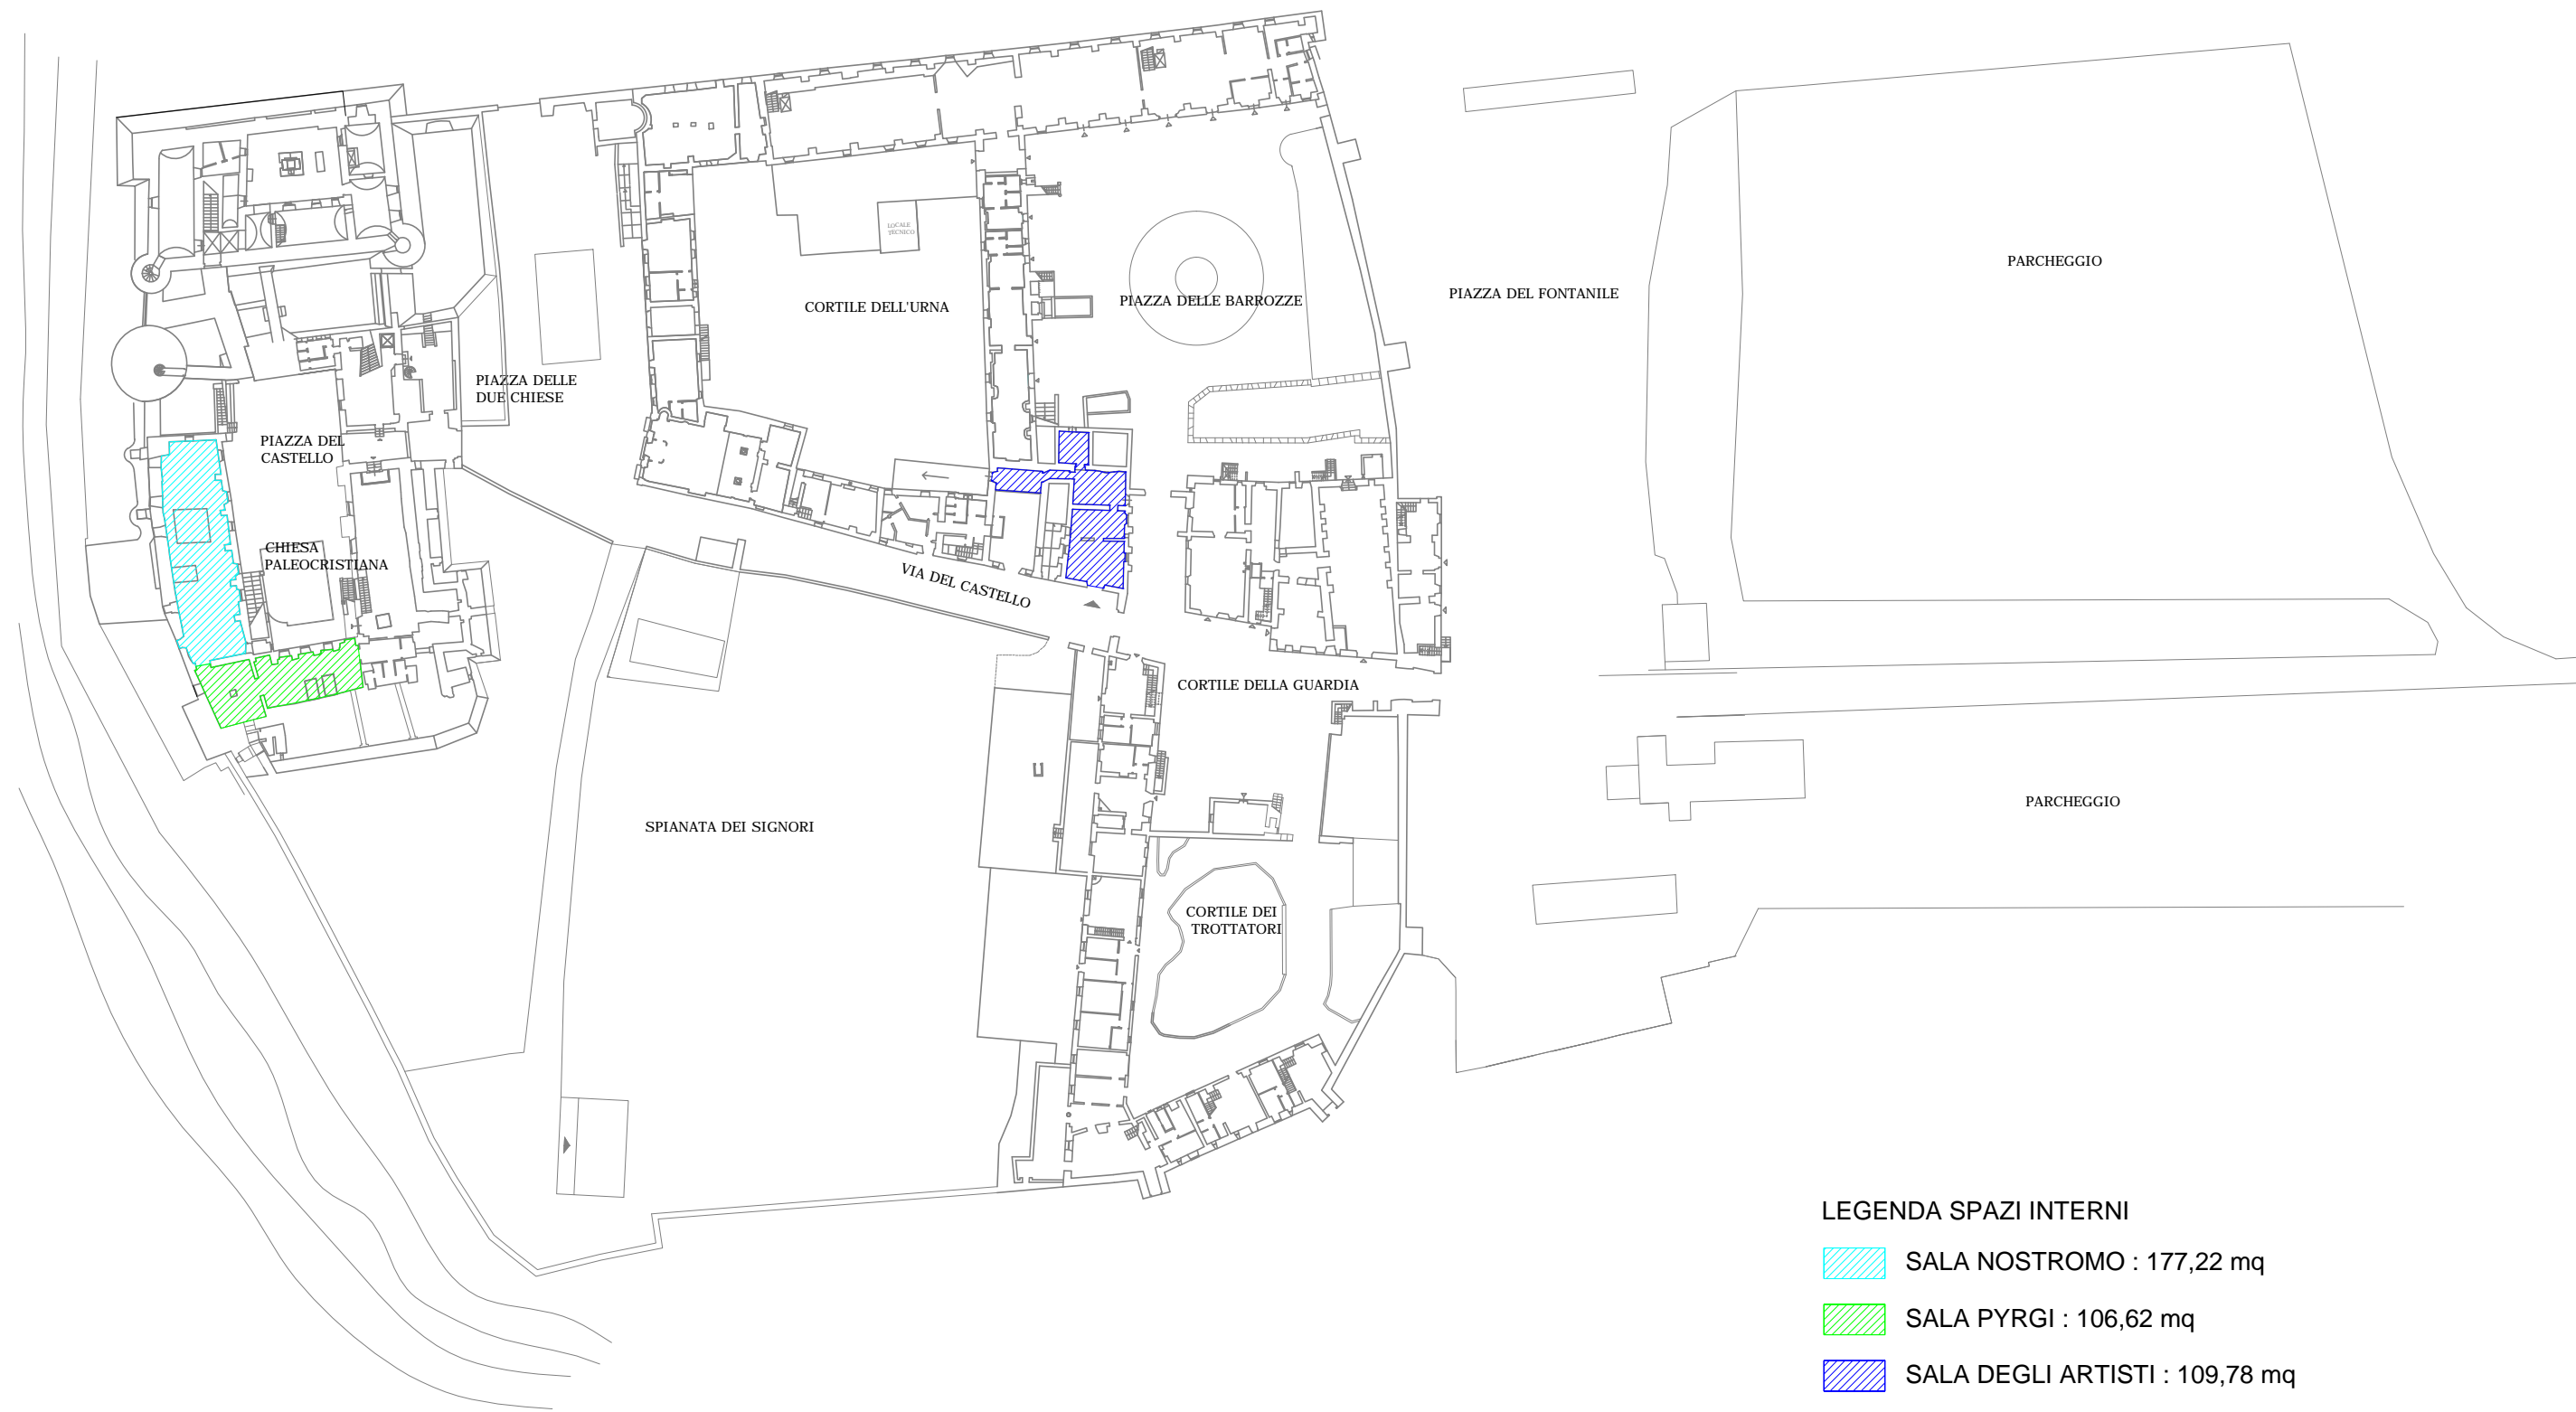 LOCALE
TECNICO
PARCHEGGIO
PIAZZA DEL FONTANILE
PIAZZA DELLE BARROZZE
CORTILE DELL'URNA
PIAZZA DELLE
DUE CHIESE
PIAZZA DEL
CASTELLO
CHIESA
PALEOCRISTIANA
VIA DEL CASTELLO
CORTILE DELLA GUARDIA
SPIANATA DEI SIGNORI
PARCHEGGIO
CORTILE DEI
TROTTATORI
LEGENDA SPAZI INTERNI
SALA NOSTROMO : 177,22 mq
SALA PYRGI : 106,62 mq
SALA DEGLI ARTISTI : 109,78 mq